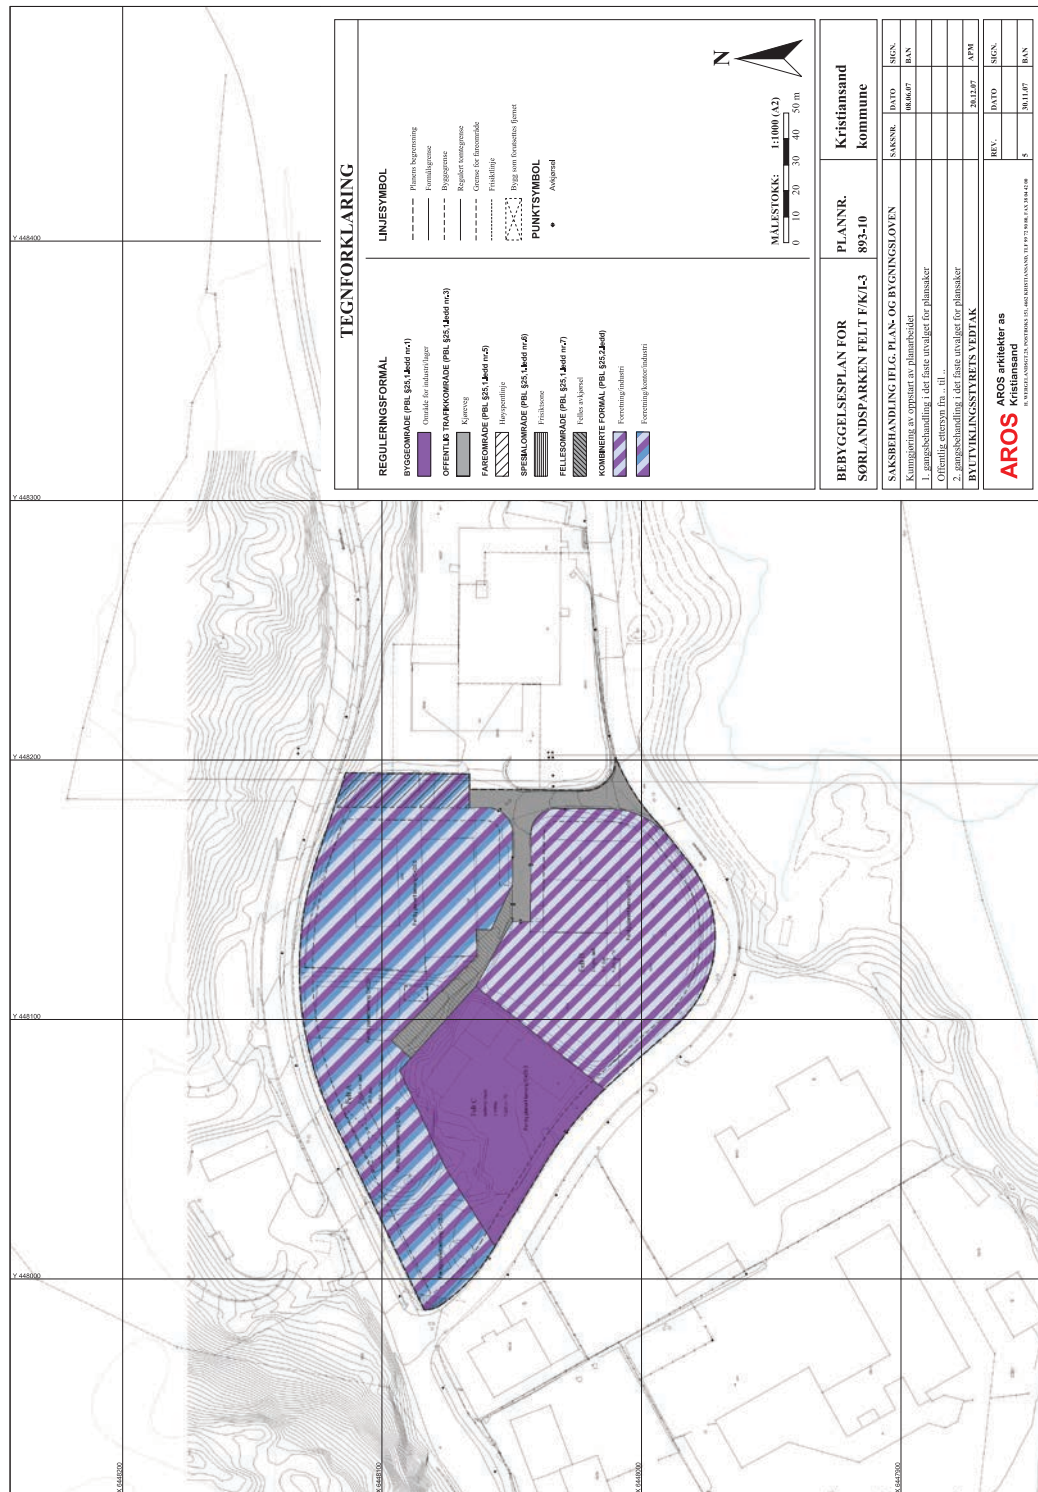 TEGNFORKLARING
REGULERINGSFORMÅL
BYGGEOMRÅDE (PBL §25,1.ledd nr.1)
Område for industri/lager
OFFENTLIG TRAFIKKOMRÅDE (PBL §25,1.ledd nr.3)
Kjøreveg
FAREOMRÅDE (PBL §25,1.ledd nr.5)
Høyspentlinje
SPESIALOMRÅDE (PBL §25,1.ledd nr.6)
Frisiktsone
FELLESOMRÅDE (PBL §25,1.ledd nr.7)
Felles avkjørsel
KOMBINERTE FORMÅL (PBL §25,2.ledd)
Forretning/industri
Forretning/kontor/industri
LINJESYMBOL
Planens begrensning
Formålsgrense
Byggegrense
Regulert tomtegrense
Grense for fareområde
Frisiktlinje
Bygg som forutsettes fjernet
PUNKTSYMBOL
Avkjørsel
N
MÅLESTOKK: 1:1000 (A2)
0 10 20 30 40 50 m
BEBYGGELSESPLAN FOR
SØRLANDSPARKEN FELT F/K/I-3
PLANNR.
893-10
Kristiansand
kommune
SAKSBEHANDLING IFLG. PLAN- OG BYGNINGSLOVEN
SAKSNR. DATO SIGN.
Kunngjøring av oppstart av planarbeidet 08.06.07 BAN
1. gangsbehandling i det faste utvalget for plansaker
Offentlig ettersyn fra .. til ..
2. gangsbehandling i det faste utvalget for plansaker
BYUTVIKLINGSSTYRETS VEDTAK 20.12.07 APM
AROS
AROS arkitekter as
Kristiansand
REV. DATO SIGN.
5 30.11.07 BAN
Y 448400
Y 448300
Y 448200
Y 448100
Y 448000
X 6448200
X 6448100
X 6448000
X 6447900
Felt A
Felt C